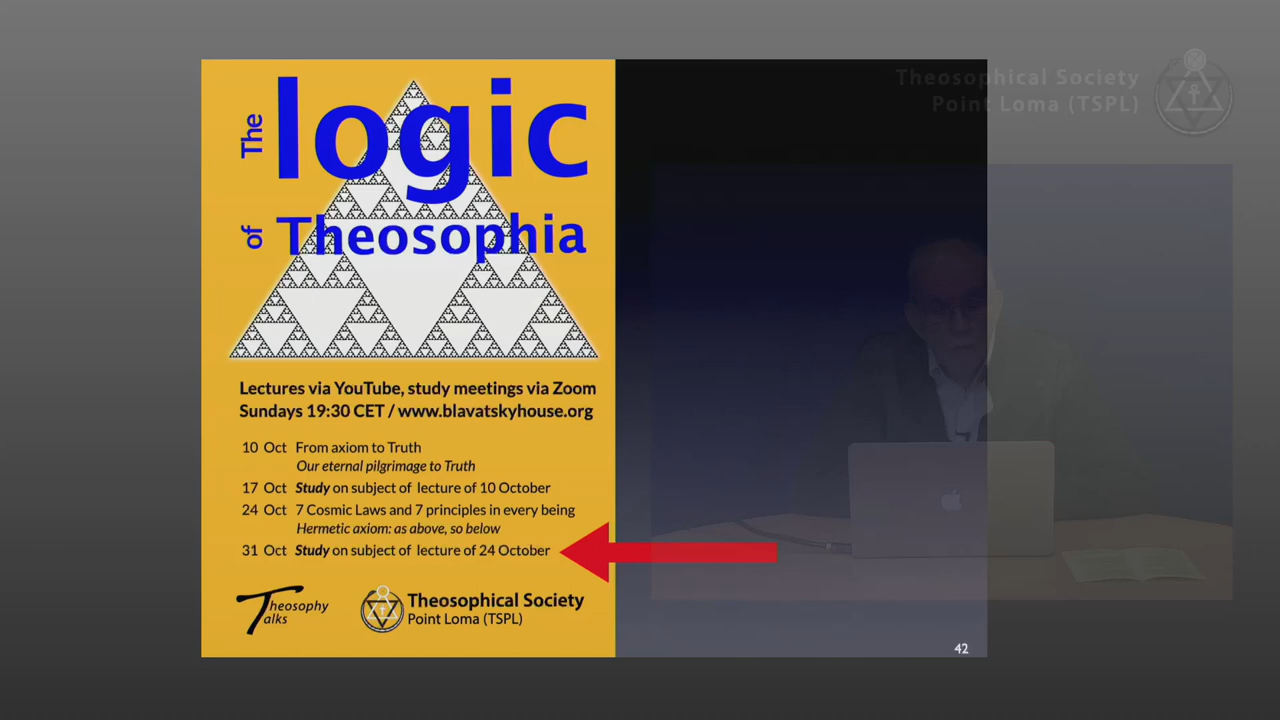 The
logic
of Theosophia
Lectures via YouTube, study meetings via Zoom
Sundays 19:30 CET / www.blavatskyhouse.org
10 Oct From axiom to Truth
Our eternal pilgrimage to Truth
17 Oct Study on subject of lecture of 10 October
24 Oct 7 Cosmic Laws and 7 principles in every being
Hermetic axiom: as above, so below
31 Oct Study on subject of lecture of 24 October
Theosophy
Talks
Theosophical Society
Point Loma (TSPL)
Theosophical Society
Point Loma (TSPL)
42